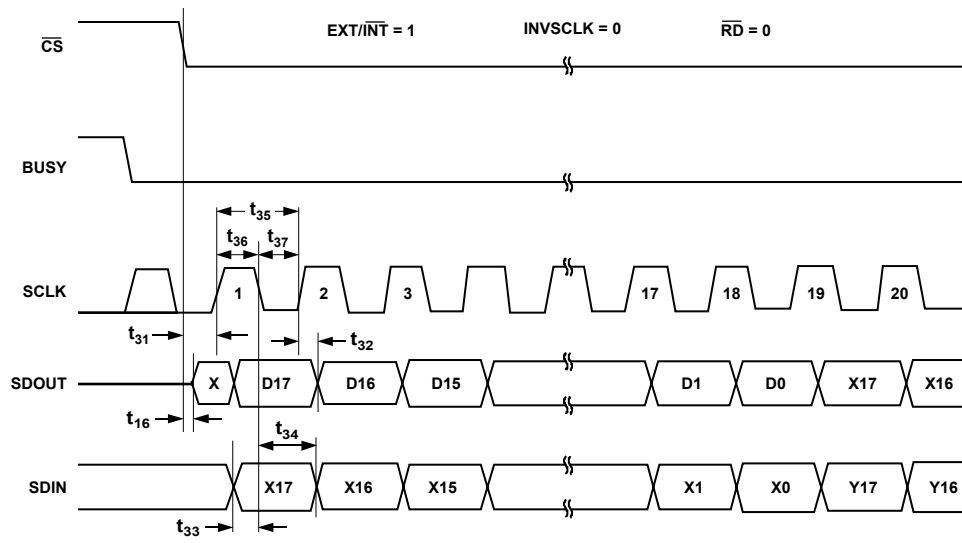 EXT/INT = 1 INVSCLK = 0 RD = 0
CS
BUSY
t35
t36 t37
SCLK 1 2 3 17 18 19 20
t31 t32
SDOUT X D17 D16 D15 D1 D0 X17 X16
t16 t34
SDIN X17 X16 X15 X1 X0 Y17 Y16
t33